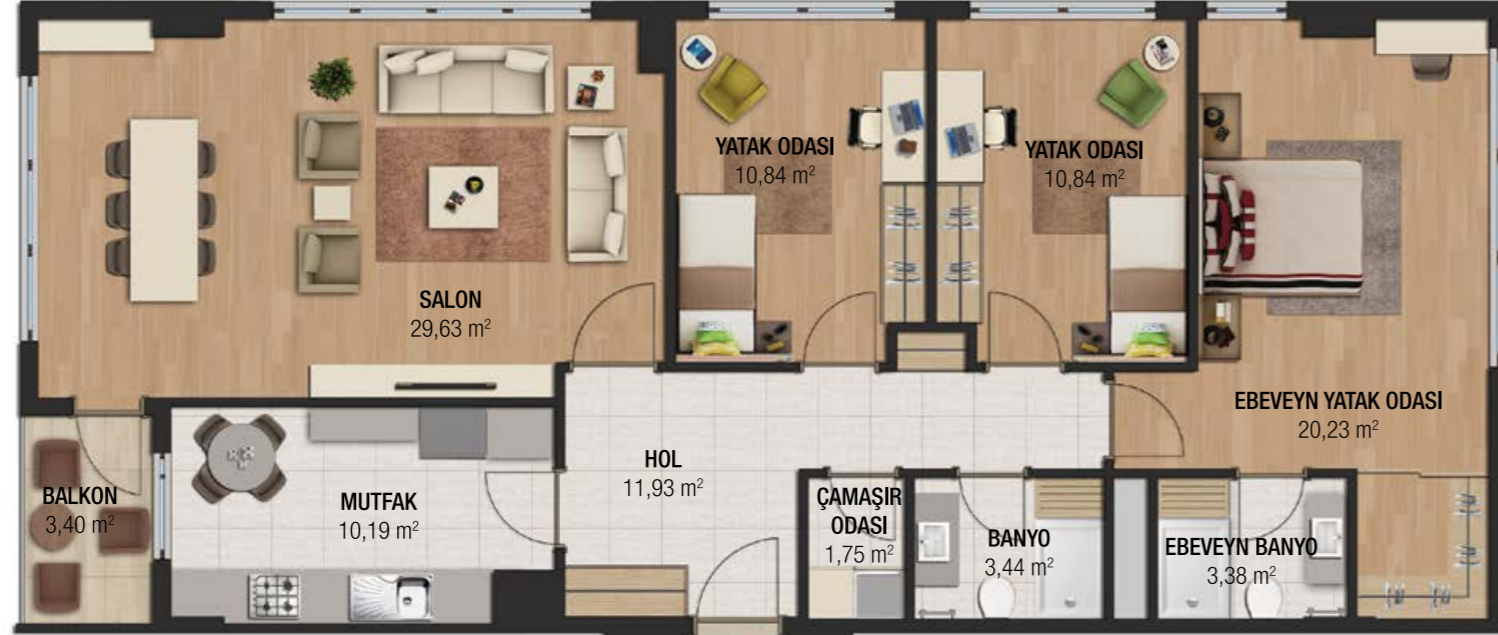 YATAK ODASI
10,84 m²
YATAK ODASI
10,84 m²
SALON
29,63 m²
EBEVEYN YATAK ODASI
20,23 m²
HOL
11,93 m²
BALKON
3,40 m²
MUTFAK
10,19 m²
ÇAMAŞIR
ODASI
1,75 m²
BANYO
3,44 m²
EBEVEYN BANYO
3,38 m²